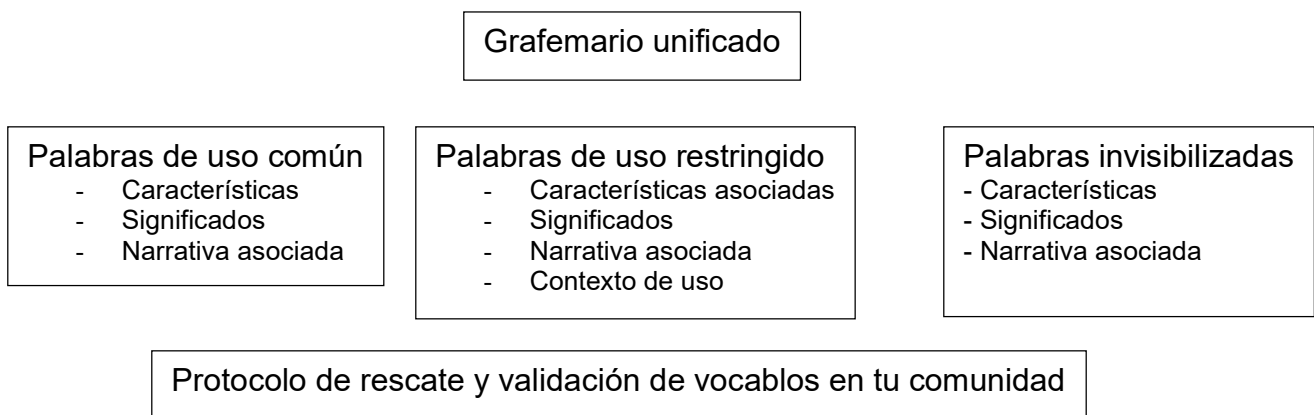 Grafemario unificado
Palabras de uso común
- Características
- Significados
- Narrativa asociada
Palabras de uso restringido
- Características asociadas
- Significados
- Narrativa asociada
- Contexto de uso
Palabras invisibilizadas
- Características
- Significados
- Narrativa asociada
Protocolo de rescate y validación de vocablos en tu comunidad